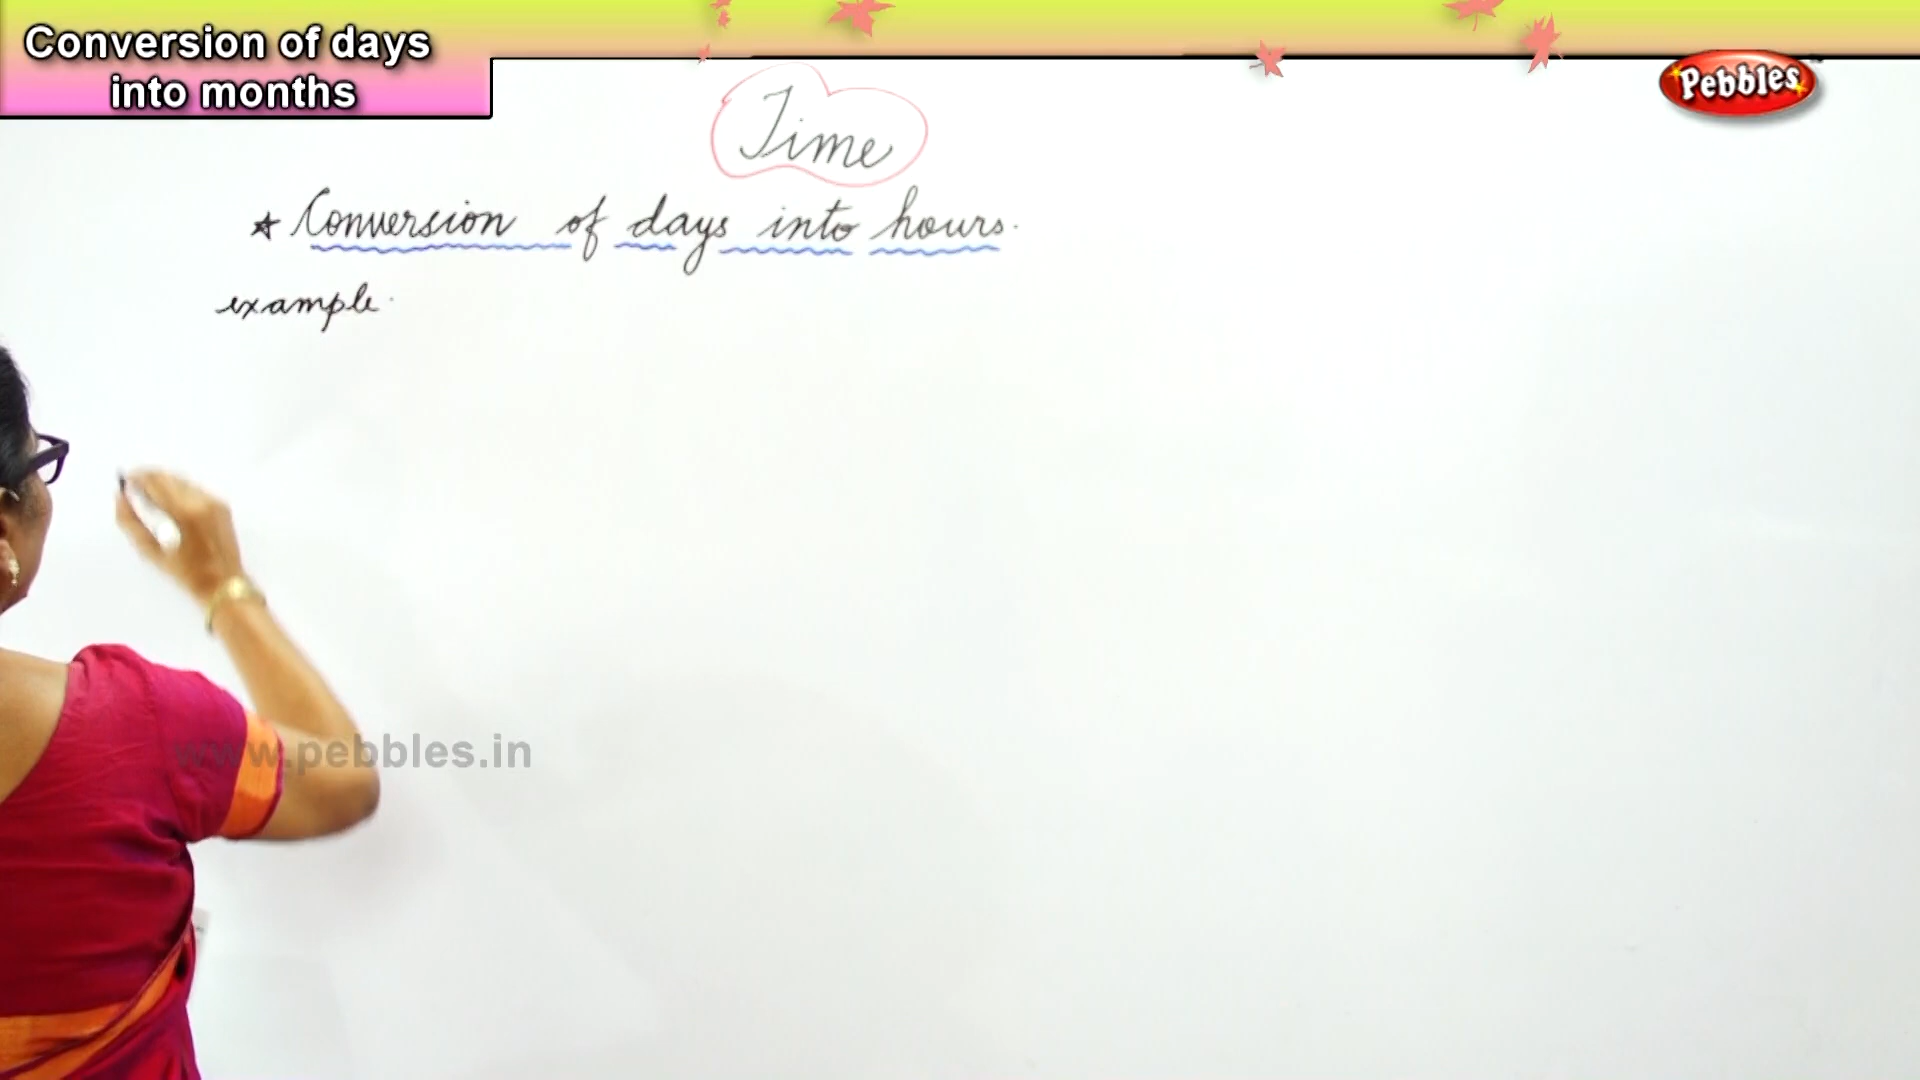 Conversion of days
into months
Pebbles
Time
★ Conversion of days into hours.
example.
www.pebbles.in